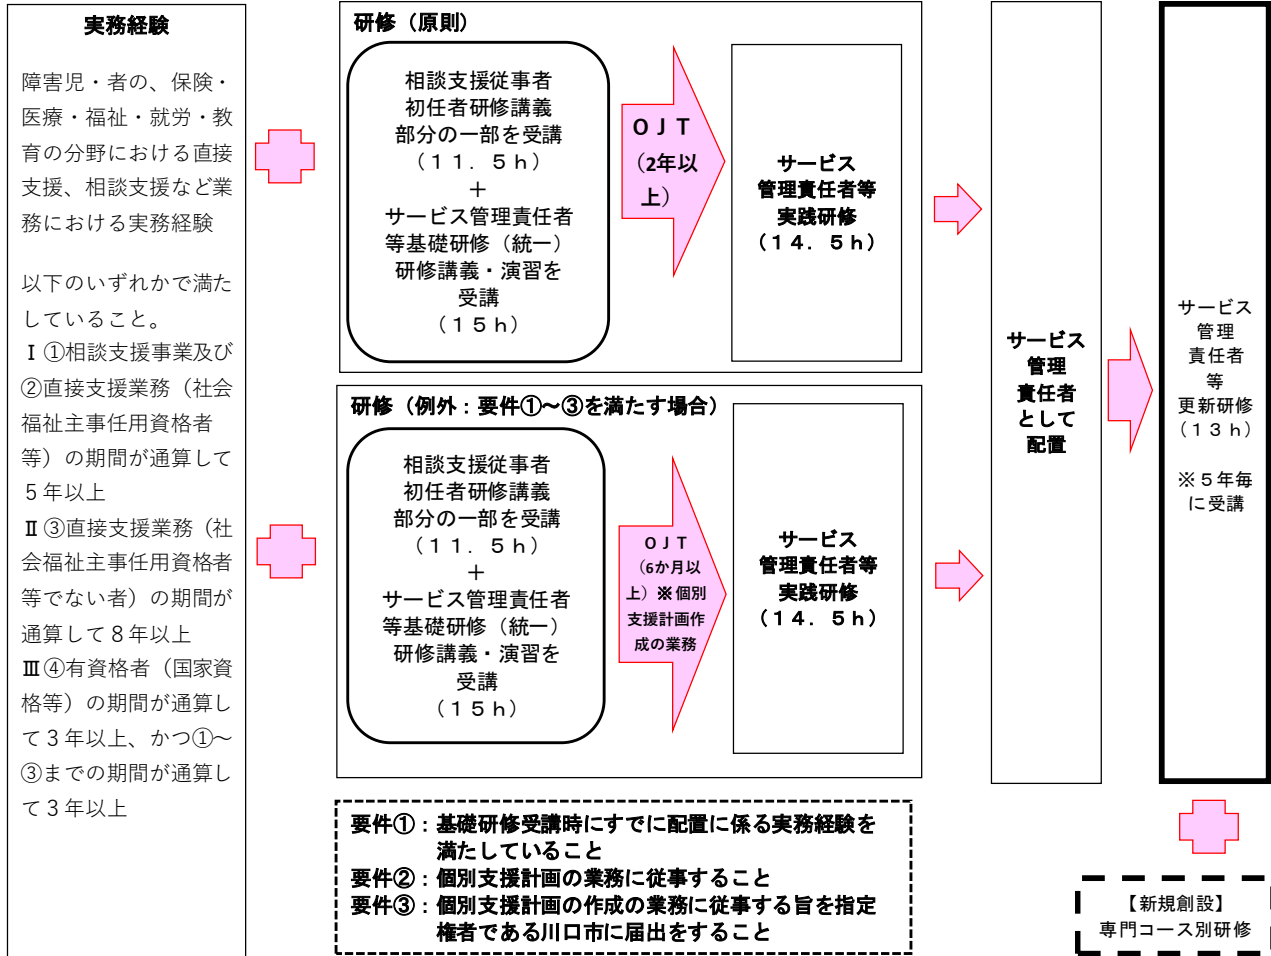 実務経験
障害児・者の、保険・
医療・福祉・就労・教
育の分野における直接
支援、相談支援など業
務における実務経験
以下のいずれかで満た
していること。
Ⅰ①相談支援事業及び
②直接支援業務（社会
福祉主事任用資格者
等）の期間が通算して
５年以上
Ⅱ③直接支援業務（社
会福祉主事任用資格者
等でない者）の期間が
通算して８年以上
Ⅲ④有資格者（国家資
格等）の期間が通算し
て３年以上、かつ①～
③までの期間が通算し
て３年以上
研修（原則）
相談支援従事者
初任者研修講義
部分の一部を受講
（１１．５ｈ）
＋
サービス管理責任者
等基礎研修（統一）
研修講義・演習を
受講
（１５ｈ）
ＯＪＴ
（2年以
上）
サービス
管理責任者等
実践研修
（１４．５ｈ）
研修（例外：要件①～③を満たす場合）
相談支援従事者
初任者研修講義
部分の一部を受講
（１１．５ｈ）
＋
サービス管理責任者
等基礎研修（統一）
研修講義・演習を
受講
（１５ｈ）
ＯＪＴ
（6か月以
上）※個別
支援計画作
成の業務
サービス
管理責任者等
実践研修
（１４．５ｈ）
要件①：基礎研修受講時にすでに配置に係る実務経験を
満たしていること
要件②：個別支援計画の業務に従事すること
要件③：個別支援計画の作成の業務に従事する旨を指定
権者である川口市に届出をすること
サービス
管理
責任者
として
配置
サービス
管理
責任者
等
更新研修
（１３ｈ）
※５年毎
に受講
【新規創設】
専門コース別研修